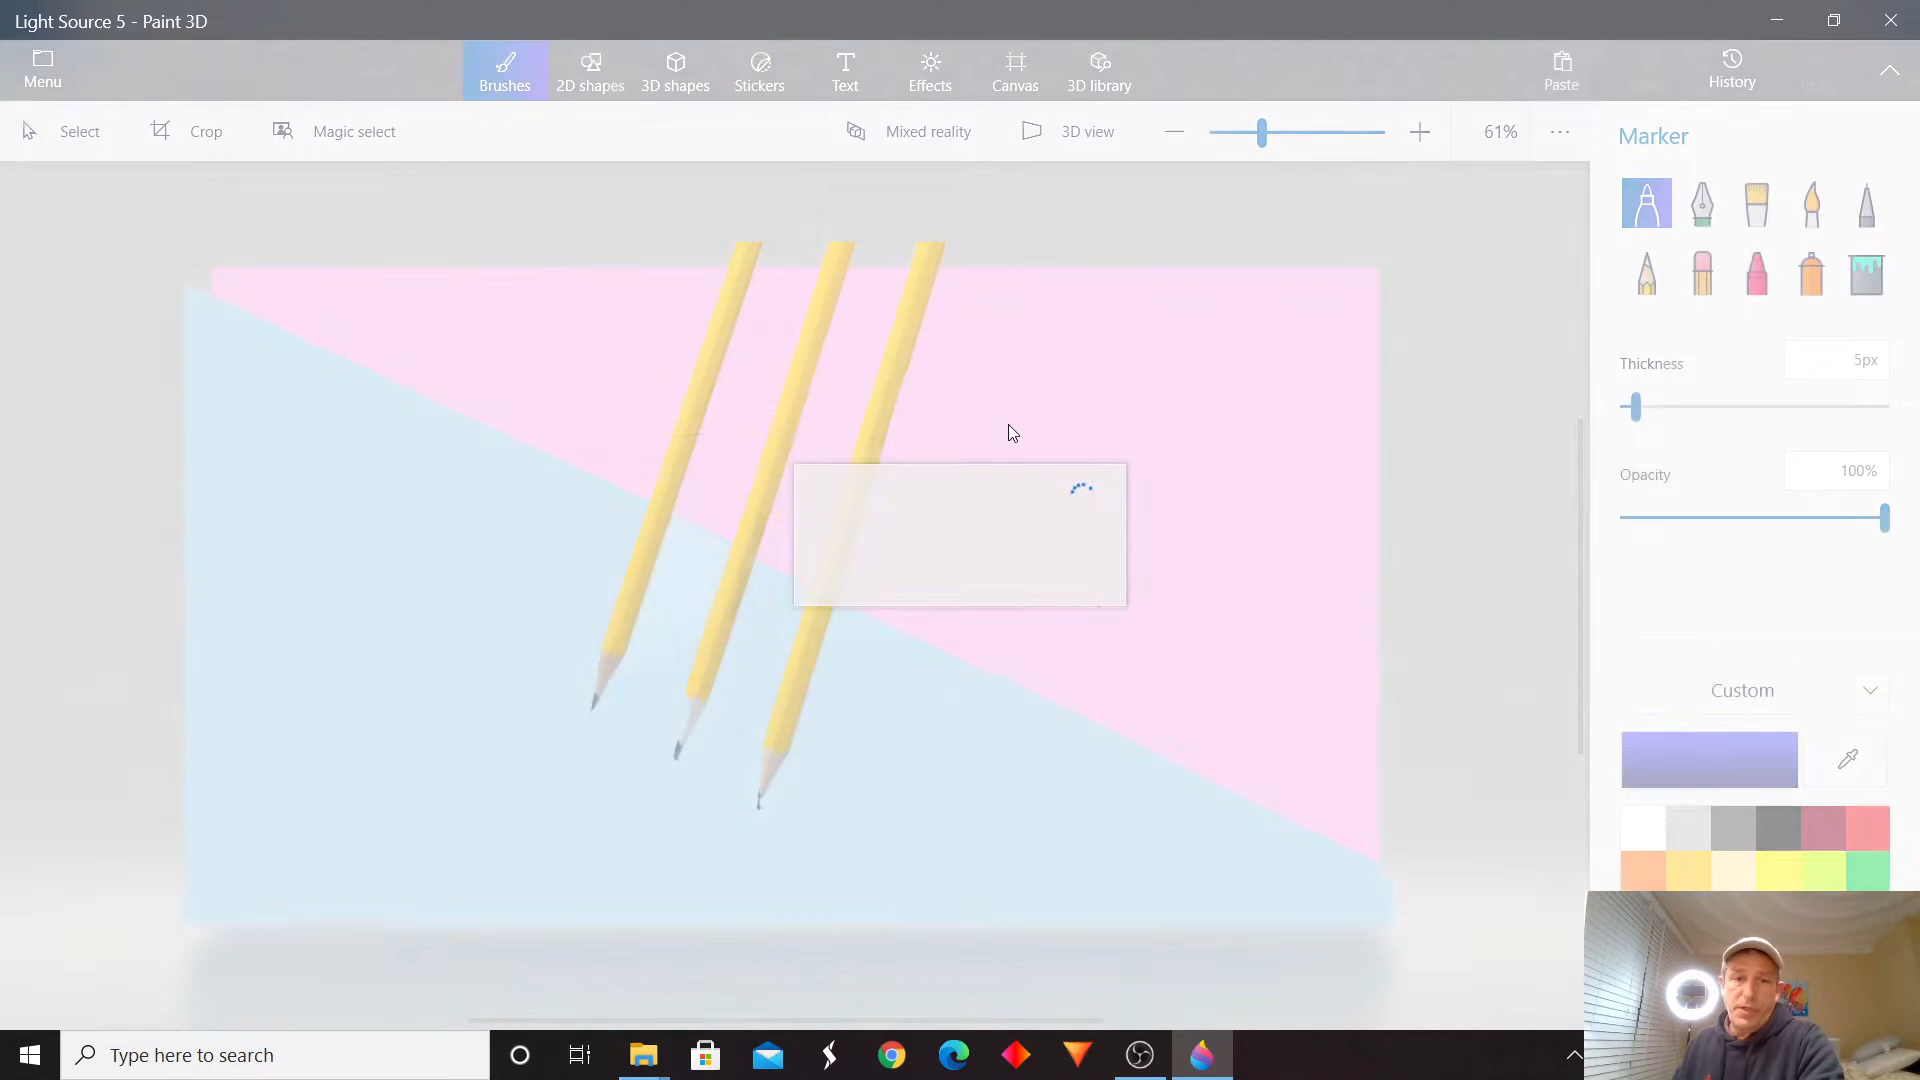 Light Source 5 - Paint 3D
Menu
Brushes
2D shapes
3D shapes
Stickers
Text
Effects
Canvas
3D library
Paste
History
Select
Crop
Magic select
Mixed reality
3D view
61%
Marker
Thickness
5px
Opacity
100%
Custom
Type here to search